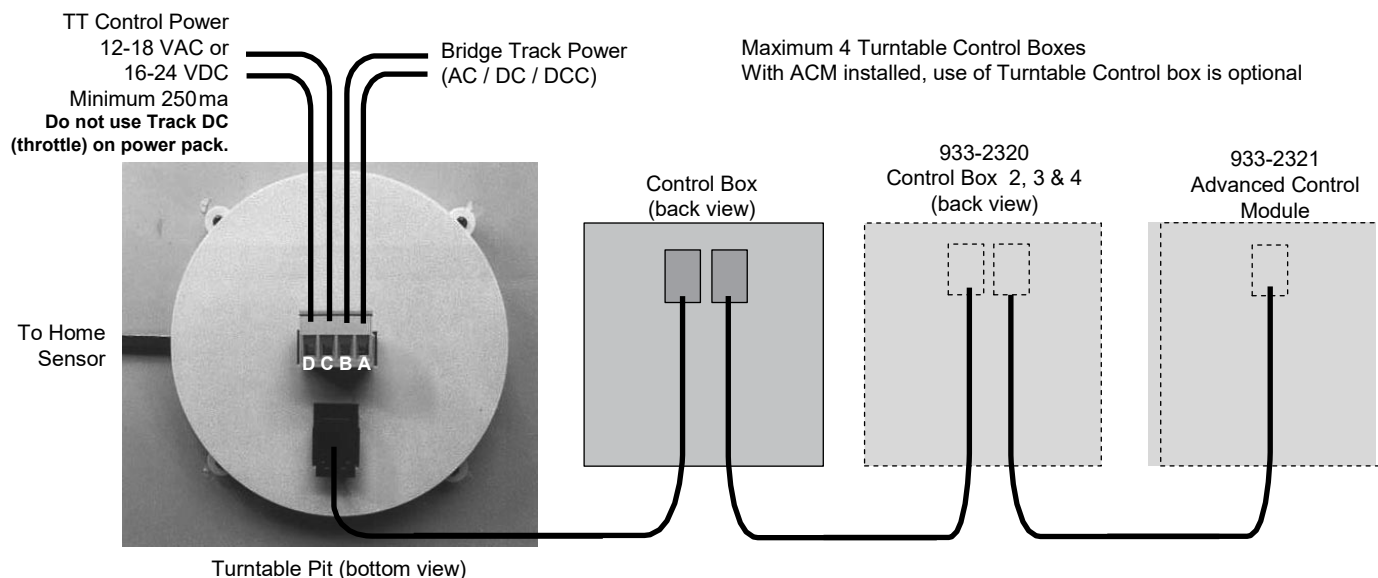 TT Control Power
12-18 VAC or
16-24 VDC
Minimum 250ma
Do not use Track DC
(throttle) on power pack.
Bridge Track Power
(AC / DC / DCC)
Maximum 4 Turntable Control Boxes
With ACM installed, use of Turntable Control box is optional
To Home
Sensor
D C B A
Turntable Pit (bottom view)
Control Box
(back view)
933-2320
Control Box 2, 3 & 4
(back view)
933-2321
Advanced Control
Module